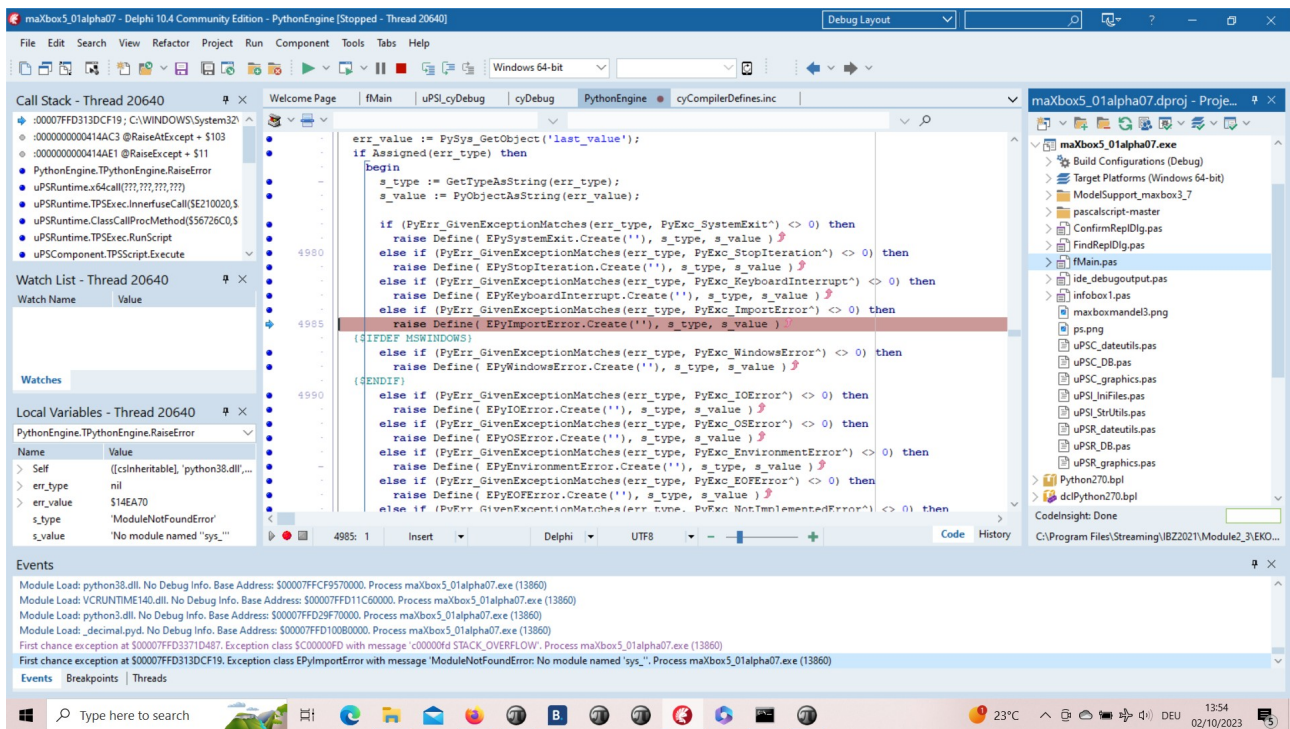 maXbox5_01alpha07 - Delphi 10.4 Community Edition - PythonEngine [Stopped - Thread 20640]
Debug Layout
File Edit Search View Refactor Project Run Component Tools Tabs Help
Windows 64-bit
Call Stack - Thread 20640
:00007FFD313DCF19 ; C:\WINDOWS\System32\
:0000000000414AC3 @RaiseAtExcept + $103
:0000000000414AE1 @RaiseExcept + $11
PythonEngine.TPythonEngine.RaiseError
uPSRuntime.x64call(???,???,???,???)
uPSRuntime.TPSExec.InnerfuseCall($E210020,$
uPSRuntime.ClassCallProcMethod($56726C0,$
uPSRuntime.TPSExec.RunScript
uPSComponent.TPSScript.Execute
Watch List - Thread 20640
Watch Name Value
Watches
Local Variables - Thread 20640
PythonEngine.TPythonEngine.RaiseError
Name Value
Self ([csInheritable], 'python38.dll',...
err_type nil
err_value $14EA70
s_type 'ModuleNotFoundError'
s_value 'No module named ''sys_'''
Welcome Page fMain uPSI_cyDebug cyDebug PythonEngine cyCompilerDefines.inc
err_value := PySys_GetObject('last_value');
if Assigned(err_type) then
begin
s_type := GetTypeAsString(err_type);
s_value := PyObjectAsString(err_value);
if (PyErr_GivenExceptionMatches(err_type, PyExc_SystemExit^) <> 0) then
raise Define( EPySystemExit.Create(''), s_type, s_value )
4980 else if (PyErr_GivenExceptionMatches(err_type, PyExc_StopIteration^) <> 0) then
raise Define( EPyStopIteration.Create(''), s_type, s_value )
else if (PyErr_GivenExceptionMatches(err_type, PyExc_KeyboardInterrupt^) <> 0) then
raise Define( EPyKeyboardInterrupt.Create(''), s_type, s_value )
else if (PyErr_GivenExceptionMatches(err_type, PyExc_ImportError^) <> 0) then
4985 raise Define( EPyImportError.Create(''), s_type, s_value )
{$IFDEF MSWINDOWS}
else if (PyErr_GivenExceptionMatches(err_type, PyExc_WindowsError^) <> 0) then
raise Define( EPyWindowsError.Create(''), s_type, s_value )
{$ENDIF}
4990 else if (PyErr_GivenExceptionMatches(err_type, PyExc_IOError^) <> 0) then
raise Define( EPyIOError.Create(''), s_type, s_value )
else if (PyErr_GivenExceptionMatches(err_type, PyExc_OSError^) <> 0) then
raise Define( EPyOSError.Create(''), s_type, s_value )
else if (PyErr_GivenExceptionMatches(err_type, PyExc_EnvironmentError^) <> 0) then
raise Define( EPyEnvironmentError.Create(''), s_type, s_value )
else if (PyErr_GivenExceptionMatches(err_type, PyExc_EOFError^) <> 0) then
raise Define( EPyEOFError.Create(''), s_type, s_value )
else if (PyErr_GivenExceptionMatches(err_type, PyExc_NotImplementedError^) <> 0) then
4985: 1 Insert Delphi UTF8 Code History
maXbox5_01alpha07.dproj - Proje...
maXbox5_01alpha07.exe
Build Configurations (Debug)
Target Platforms (Windows 64-bit)
ModelSupport_maxbox3_7
pascalscript-master
ConfirmReplDlg.pas
FindReplDlg.pas
fMain.pas
ide_debugoutput.pas
infobox1.pas
maxboxmandel3.png
ps.png
uPSC_dateutils.pas
uPSC_DB.pas
uPSC_graphics.pas
uPSI_IniFiles.pas
uPSI_StrUtils.pas
uPSR_dateutils.pas
uPSR_DB.pas
uPSR_graphics.pas
Python270.bpl
dclPython270.bpl
CodeInsight: Done
C:\Program Files\Streaming\IBZ2021\Module2_3\EKO...
Events
Module Load: python38.dll. No Debug Info. Base Address: $00007FFCF9570000. Process maXbox5_01alpha07.exe (13860)
Module Load: VCRUNTIME140.dll. No Debug Info. Base Address: $00007FFD11C60000. Process maXbox5_01alpha07.exe (13860)
Module Load: python3.dll. No Debug Info. Base Address: $00007FFD29F70000. Process maXbox5_01alpha07.exe (13860)
Module Load: _decimal.pyd. No Debug Info. Base Address: $00007FFD100B0000. Process maXbox5_01alpha07.exe (13860)
First chance exception at $00007FFD3371D487. Exception class $C00000FD with message 'c00000fd STACK_OVERFLOW'. Process maXbox5_01alpha07.exe (13860)
First chance exception at $00007FFD313DCF19. Exception class EPyImportError with message 'ModuleNotFoundError: No module named 'sys_''. Process maXbox5_01alpha07.exe (13860)
Events Breakpoints Threads
Type here to search
B.
23°C
DEU
13:54
02/10/2023
5